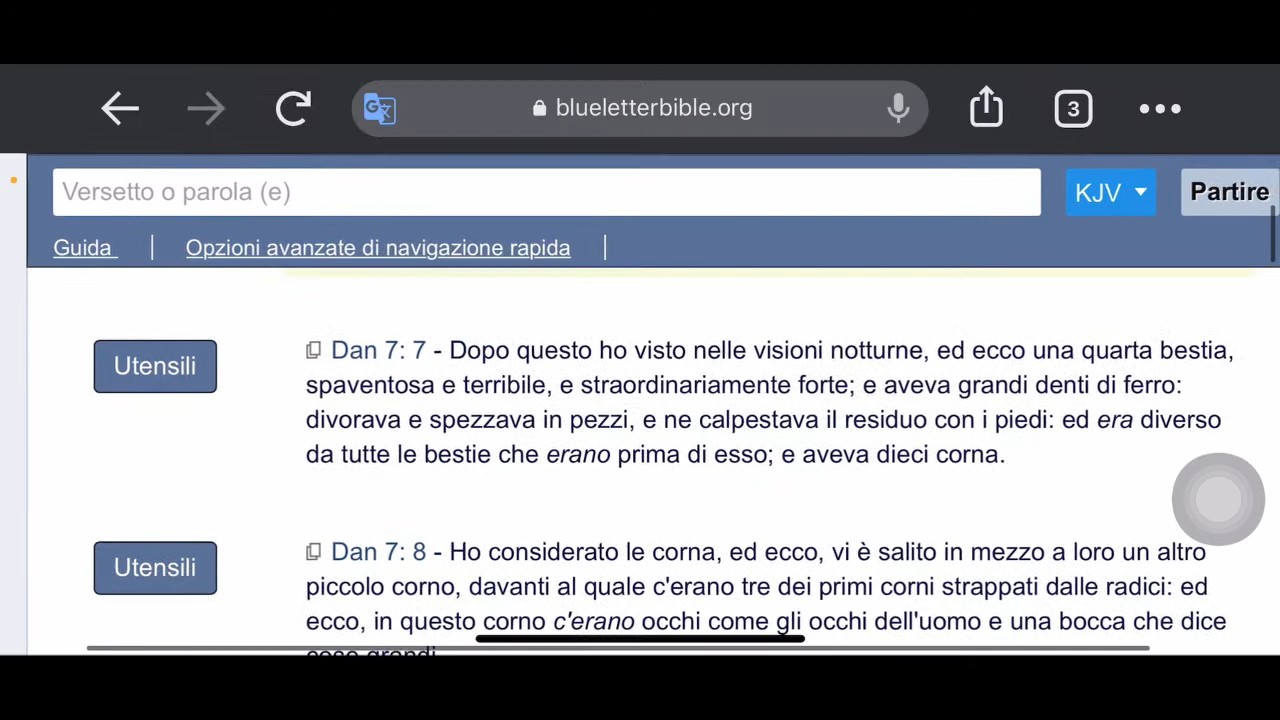 blueletterbible.org
3
Versetto o parola (e)
KJV
Partire
Guida
Opzioni avanzate di navigazione rapida
Utensili
Dan 7: 7 - Dopo questo ho visto nelle visioni notturne, ed ecco una quarta bestia,
spaventosa e terribile, e straordinariamente forte; e aveva grandi denti di ferro:
divorava e spezzava in pezzi, e ne calpestava il residuo con i piedi: ed era diverso
da tutte le bestie che erano prima di esso; e aveva dieci corna.
Utensili
Dan 7: 8 - Ho considerato le corna, ed ecco, vi è salito in mezzo a loro un altro
piccolo corno, davanti al quale c'erano tre dei primi corni strappati dalle radici: ed
ecco, in questo corno c'erano occhi come gli occhi dell'uomo e una bocca che dice
cose grandi.